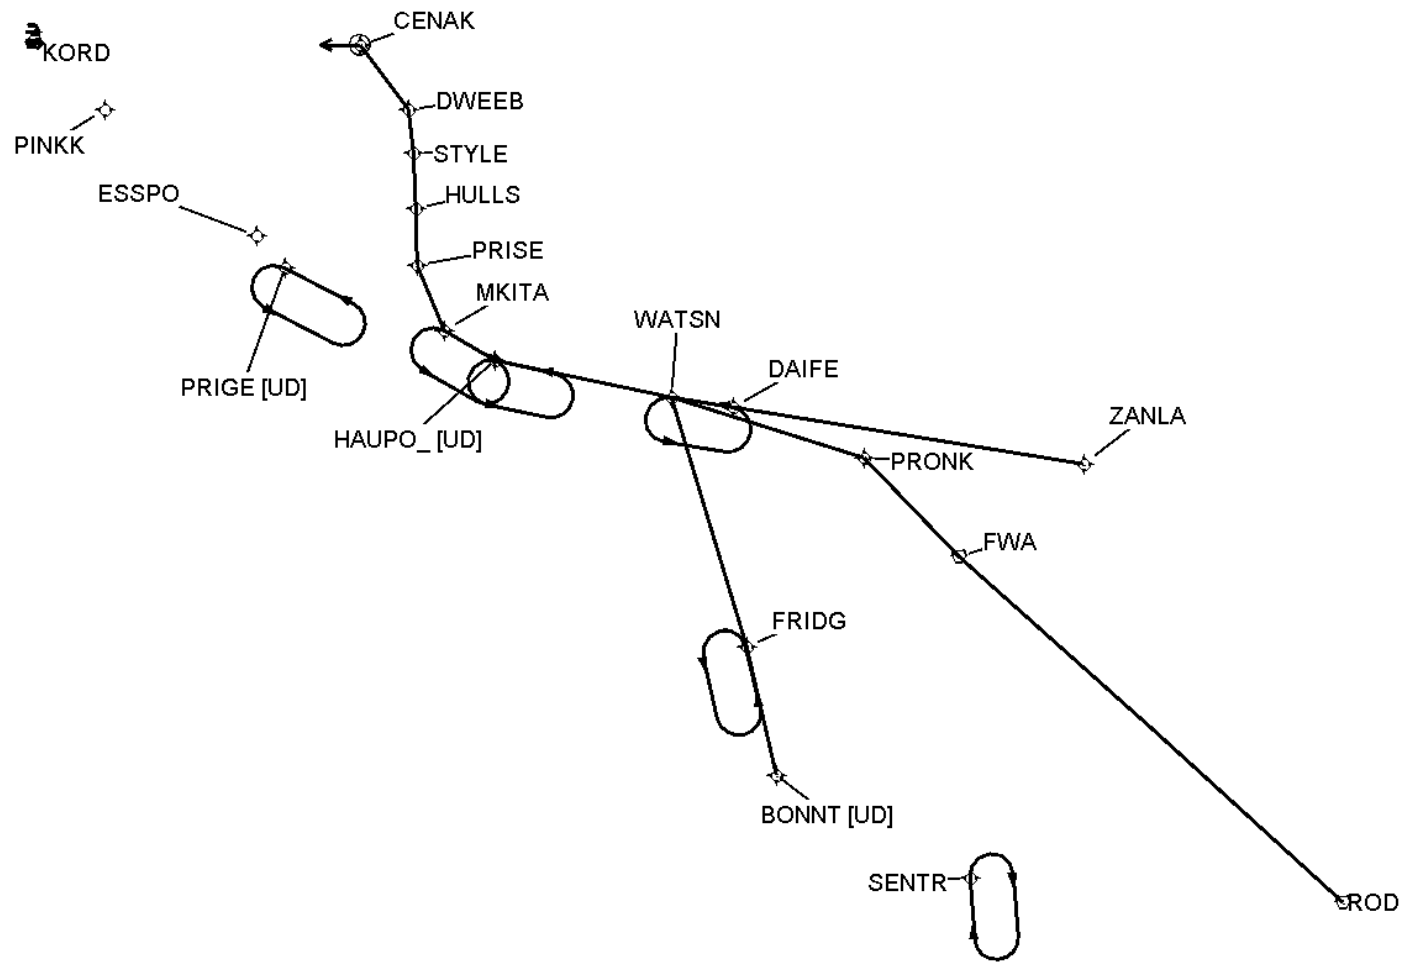 CENAK
KORD
DWEEB
PINKK
STYLE
ESSPO
HULLS
PRISE
MKITA
WATSN
DAIFE
PRIGE [UD]
ZANLA
HAUPO_ [UD]
PRONK
FWA
FRIDG
BONNT [UD]
SENTR
ROD